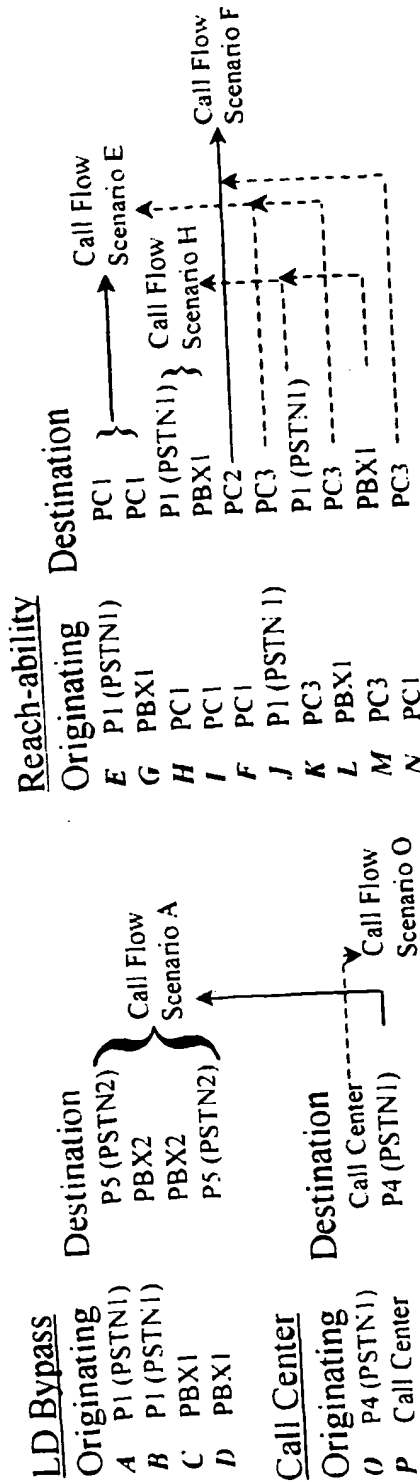 LD Bypass
Originating Destination
A P1 (PSTN1) P5 (PSTN2)
B P1 (PSTN1) PBX2
C PBX1 PBX2
D PBX1 P5 (PSTN2)
Call Flow
Scenario A
Call Center
Originating Destination
O P4 (PSTN1) Call Center
P Call Center P4 (PSTN1)
Call Flow
Scenario O
Reach-ability
Originating Destination
E P1 (PSTN1) PC1
G PBX1 PC1
H PC1 P1 (PSTN1)
I PC1 PBX1
F PC1 PC2
J P1 (PSTN 1) PC3
K PC3 P1 (PSTN1)
L PBX1 PC3
M PC3 PBX1
N PC1 PC3
Call Flow
Scenario E
Call Flow
Scenario H
Call Flow
Scenario F